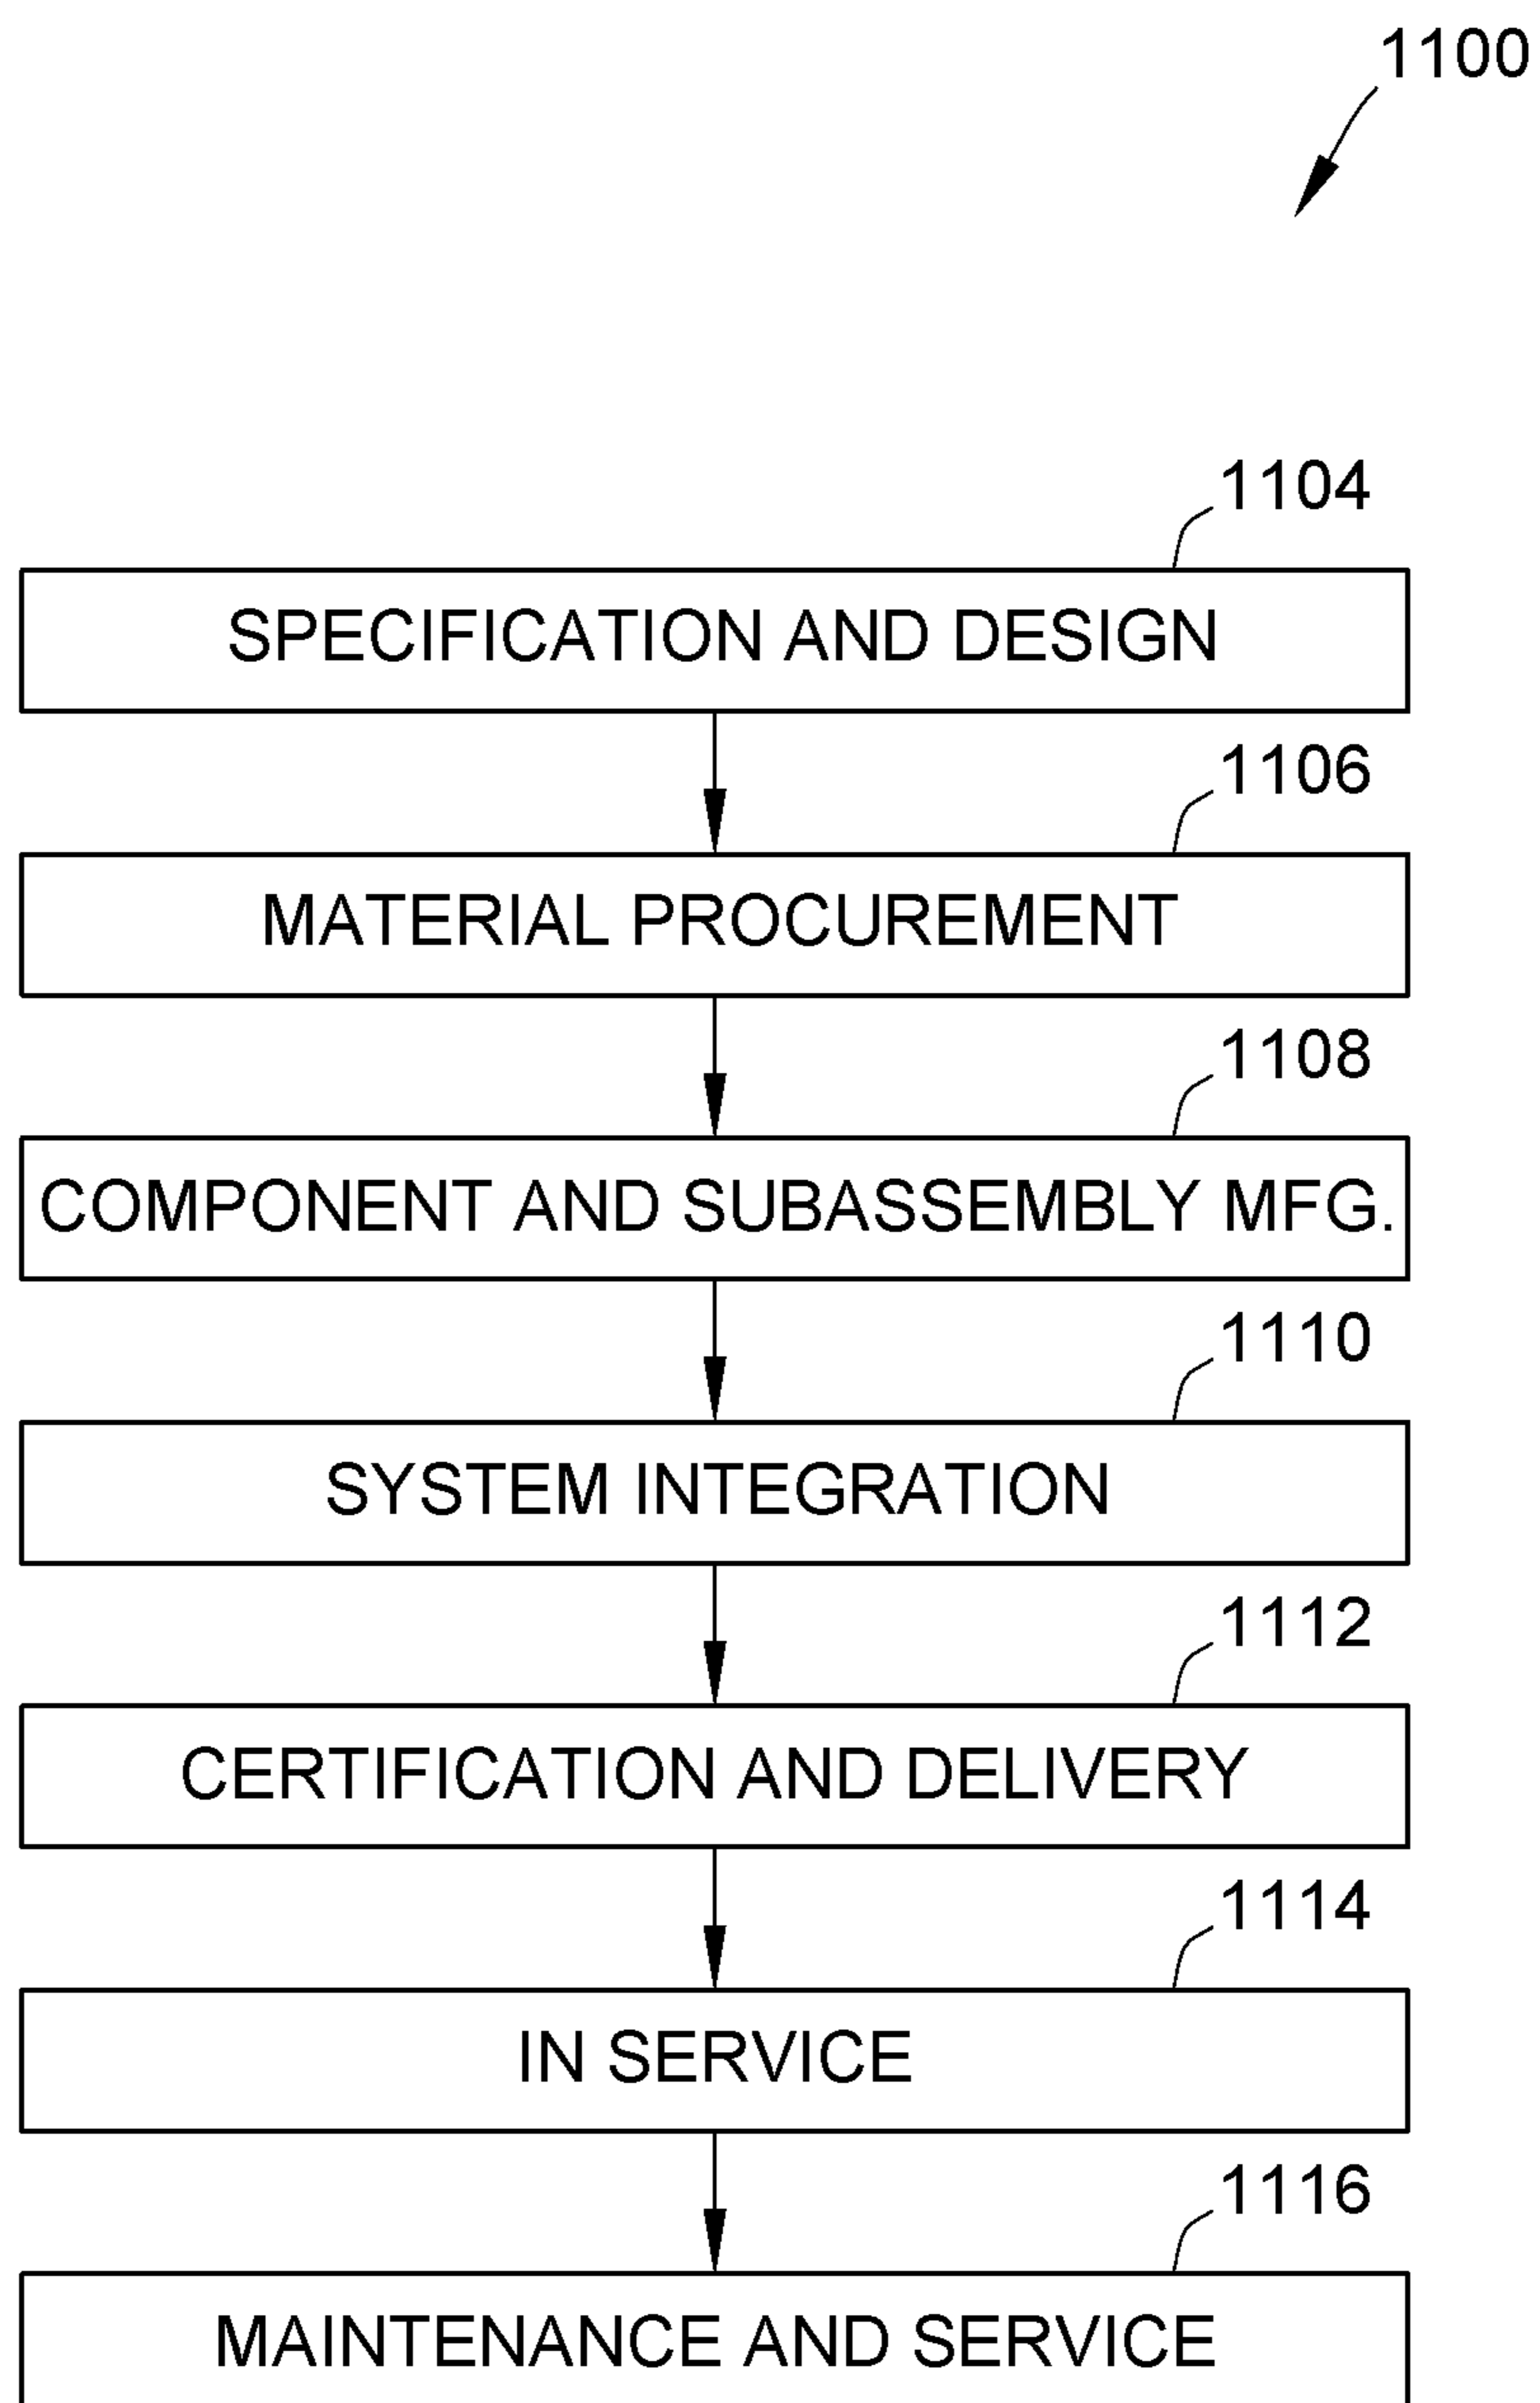 1100
1104
SPECIFICATION AND DESIGN
1106
MATERIAL PROCUREMENT
1108
COMPONENT AND SUBASSEMBLY MFG.
1110
SYSTEM INTEGRATION
1112
CERTIFICATION AND DELIVERY
1114
IN SERVICE
1116
MAINTENANCE AND SERVICE